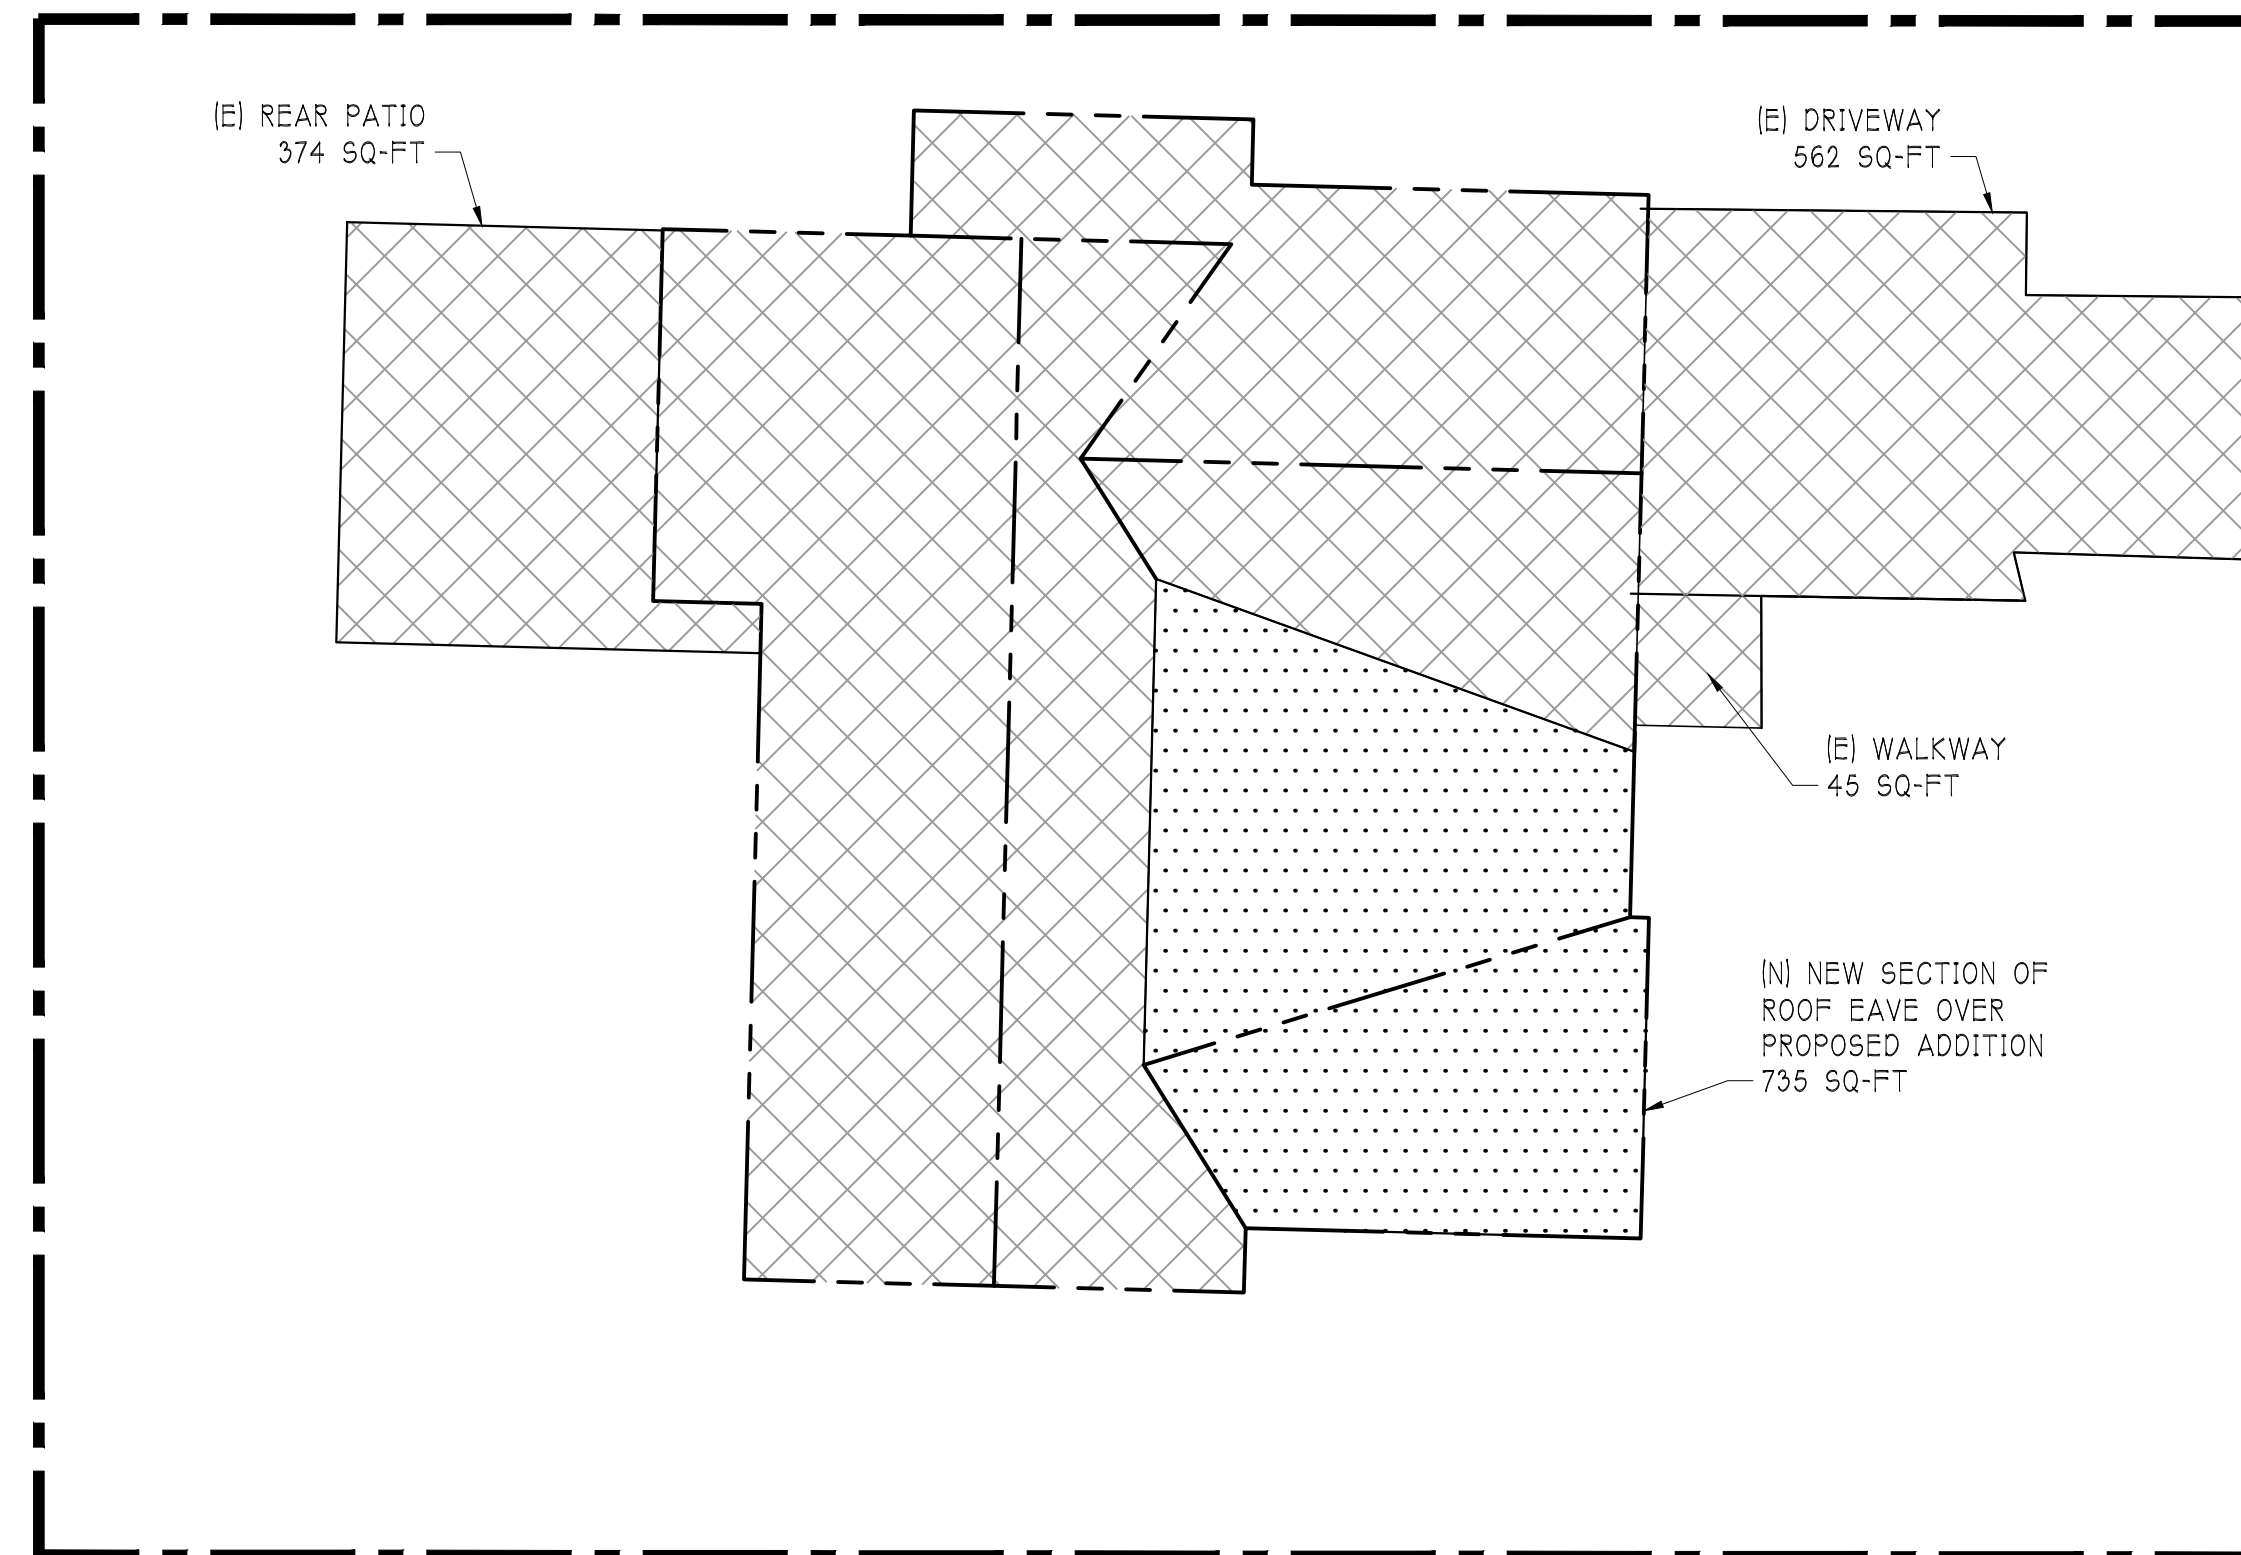 (E) REAR PATIO
374 SQ-FT
(E) DRIVEWAY
562 SQ-FT
(E) WALKWAY
45 SQ-FT
(N) NEW SECTION OF
ROOF EAVE OVER
PROPOSED ADDITION
735 SQ-FT